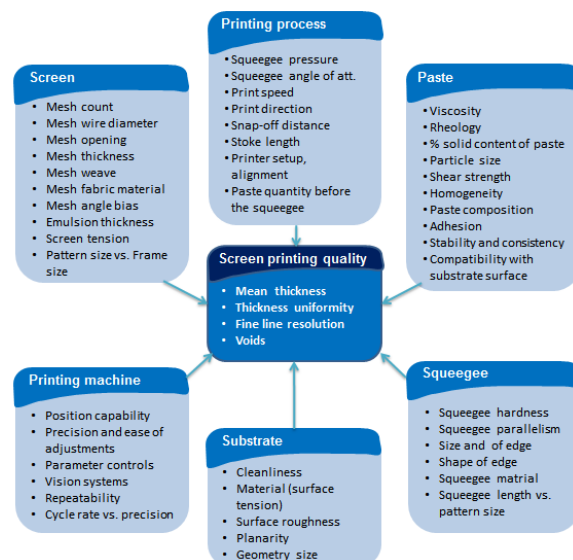 Printing process
Squeegee pressure
Squeegee angle of att.
Print speed
Print direction
Snap-off distance
Stoke length
Printer setup,
alignment
Paste quantity before
the squeegee
Screen
Mesh count
Mesh wire diameter
Mesh opening
Mesh thickness
Mesh weave
Mesh fabric material
Mesh angle bias
Emulsion thickness
Screen tension
Pattern size vs. Frame
size
Paste
Viscosity
Rheology
% solid content of paste
Particle size
Shear strength
Homogeneity
Paste composition
Adhesion
Stability and consistency
Compatibility with
substrate surface
Screen printing quality
Mean thickness
Thickness uniformity
Fine line resolution
Voids
Printing machine
Position capability
Precision and ease of
adjustments
Parameter controls
Vision systems
Repeatability
Cycle rate vs. precision
Substrate
Cleanliness
Material (surface
tension)
Surface roughness
Planarity
Geometry size
Squeegee
Squeegee hardness
Squeegee parallelism
Size and of edge
Shape of edge
Squeegee matrial
Squeegee length vs.
pattern size